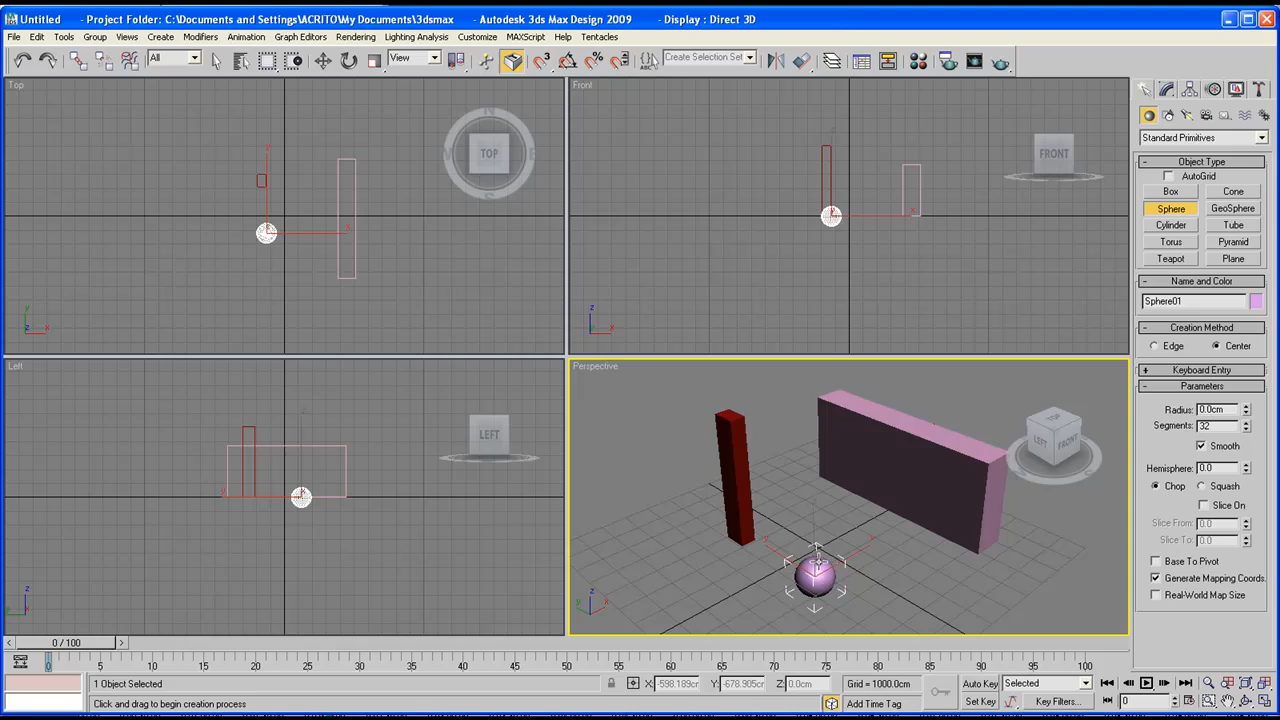 Untitled - Project Folder: C:\Documents and Settings\ACRITO\My Documents\3dsmax - Autodesk 3ds Max Design 2009 - Display : Direct 3D
File Edit Tools Group Views Create Modifiers Animation Graph Editors Rendering Lighting Analysis Customize MAXScript Help Tentacles
All View Create Selection Set
Top
TOP
Front
FRONT
Left
LEFT
Perspective
TOP
LEFT
FRONT
Standard Primitives
Object Type
AutoGrid
Box Cone
Sphere GeoSphere
Cylinder Tube
Torus Pyramid
Teapot Plane
Name and Color
Sphere01
Creation Method
Edge Center
Keyboard Entry
Parameters
Radius: 0.0cm
Segments: 32
Smooth
Hemisphere: 0.0
Chop Squash
Slice On
Slice From: 0.0
Slice To: 0.0
Base To Pivot
Generate Mapping Coords.
Real-World Map Size
0 / 100
0 5 10 15 20 25 30 35 40 45 50 55 60 65 70 75 80 85 90 95 100
1 Object Selected X: -598.189cm Y: -678.905cm Z: 0.0cm Grid = 1000.0cm Auto Key Selected
Click and drag to begin creation process Add Time Tag Set Key Key Filters... 0